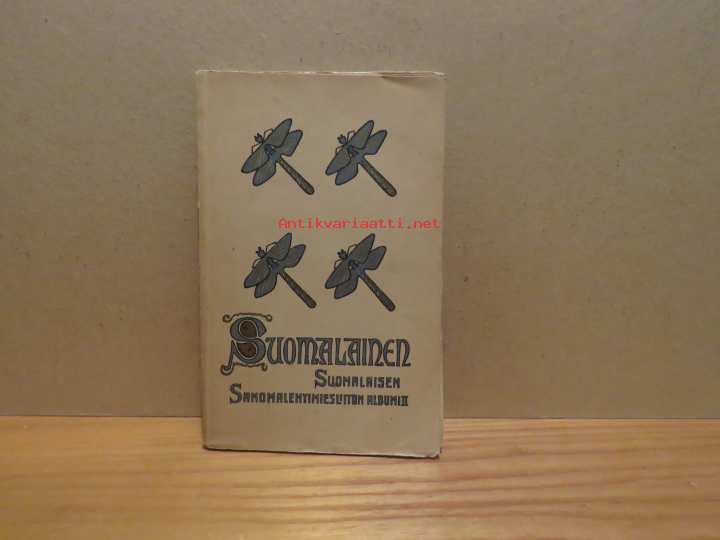 Antikvariaatti.net
SUOMALAINEN
SUOMALAISEN
SANOMALEHTIMIESLIITON ALBUMI II